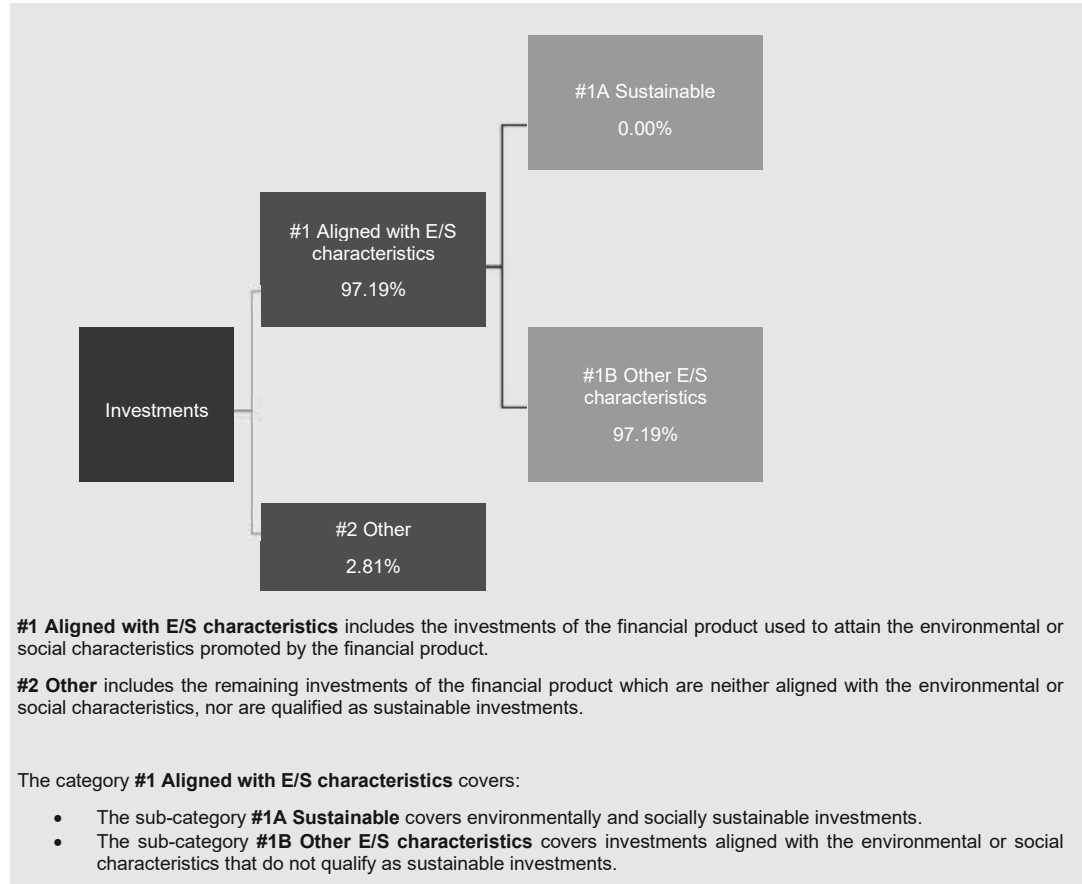 #1A Sustainable
0.00%
#1 Aligned with E/S
characteristics
97.19%
Investments
#1B Other E/S
characteristics
97.19%
#2 Other
2.81%
#1 Aligned with E/S characteristics includes the investments of the financial product used to attain the environmental or
social characteristics promoted by the financial product.
#2 Other includes the remaining investments of the financial product which are neither aligned with the environmental or
social characteristics, nor are qualified as sustainable investments.
The category #1 Aligned with E/S characteristics covers:
• The sub-category #1A Sustainable covers environmentally and socially sustainable investments.
• The sub-category #1B Other E/S characteristics covers investments aligned with the environmental or social
characteristics that do not qualify as sustainable investments.